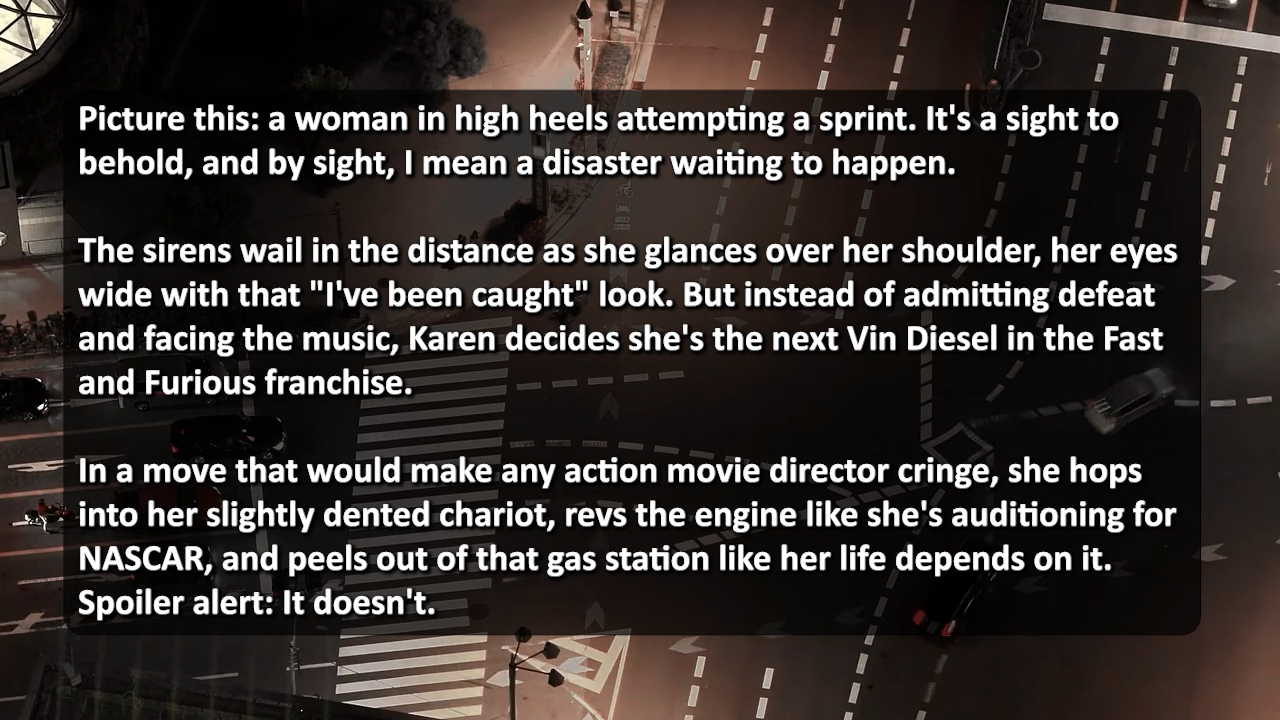 Picture this: a woman in high heels attempting a sprint. It's a sight to
behold, and by sight, I mean a disaster waiting to happen.
The sirens wail in the distance as she glances over her shoulder, her eyes
wide with that "I've been caught" look. But instead of admitting defeat
and facing the music, Karen decides she's the next Vin Diesel in the Fast
and Furious franchise.
In a move that would make any action movie director cringe, she hops
into her slightly dented chariot, revs the engine like she's auditioning for
NASCAR, and peels out of that gas station like her life depends on it.
Spoiler alert: It doesn't.